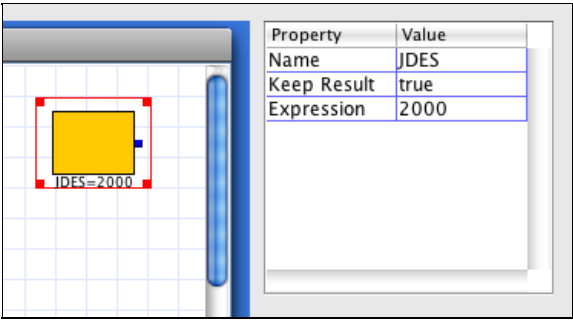 Property Value
Name JDES
Keep Result true
Expression 2000
JDES=2000